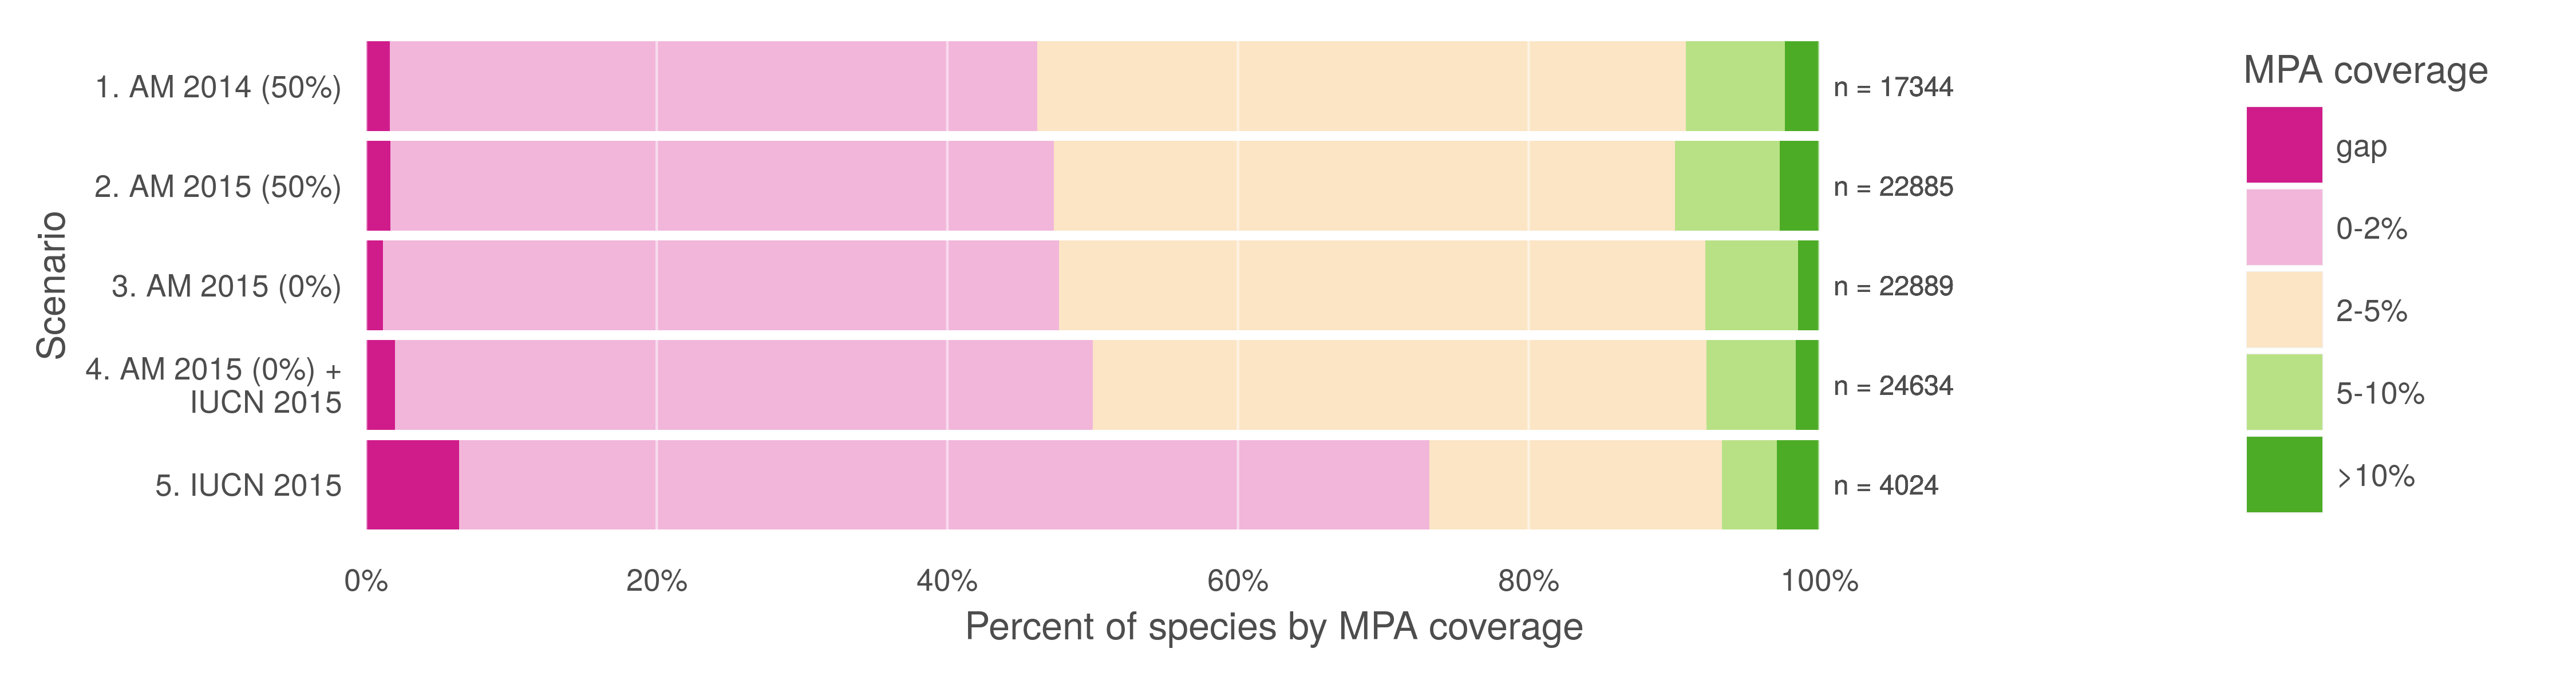 Scenario
1. AM 2014 (50%)
n = 17344
2. AM 2015 (50%)
n = 22885
3. AM 2015 (0%)
n = 22889
4. AM 2015 (0%) +
IUCN 2015
n = 24634
5. IUCN 2015
n = 4024
0% 20% 40% 60% 80% 100%
Percent of species by MPA coverage
MPA coverage
gap
0-2%
2-5%
5-10%
>10%